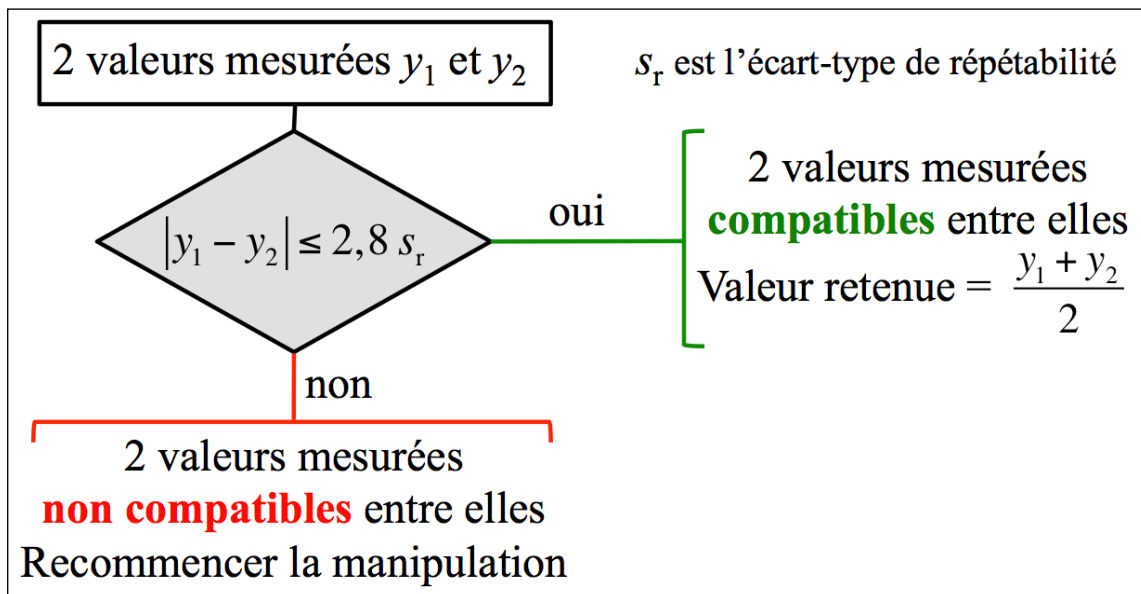 2 valeurs mesurées y₁ et y₂
sᵣ est l’écart-type de répétabilité
|y₁ − y₂| ≤ 2,8 sᵣ
oui
2 valeurs mesurées
compatibles entre elles
Valeur retenue = (y₁ + y₂)/2
non
2 valeurs mesurées
non compatibles entre elles
Recommencer la manipulation